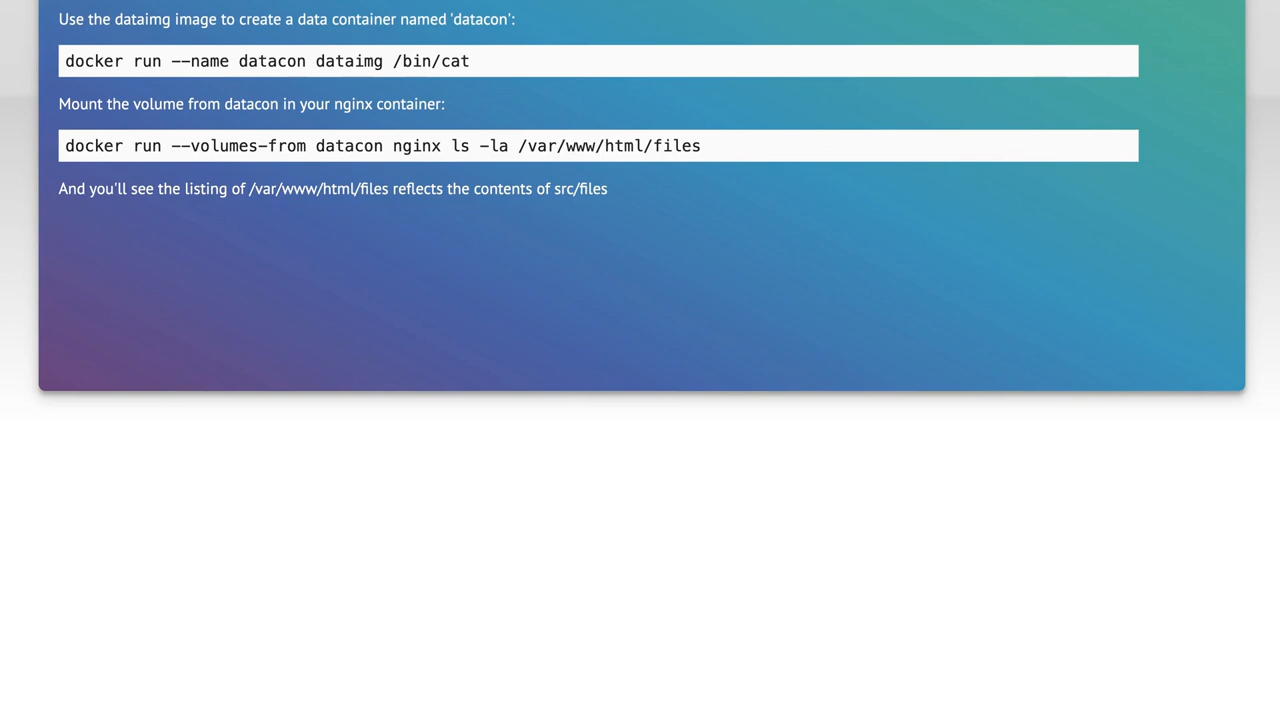 Use the dataimg image to create a data container named 'datacon':
docker run --name datacon dataimg /bin/cat
Mount the volume from datacon in your nginx container:
docker run --volumes-from datacon nginx ls -la /var/www/html/files
And you'll see the listing of /var/www/html/files reflects the contents of src/files